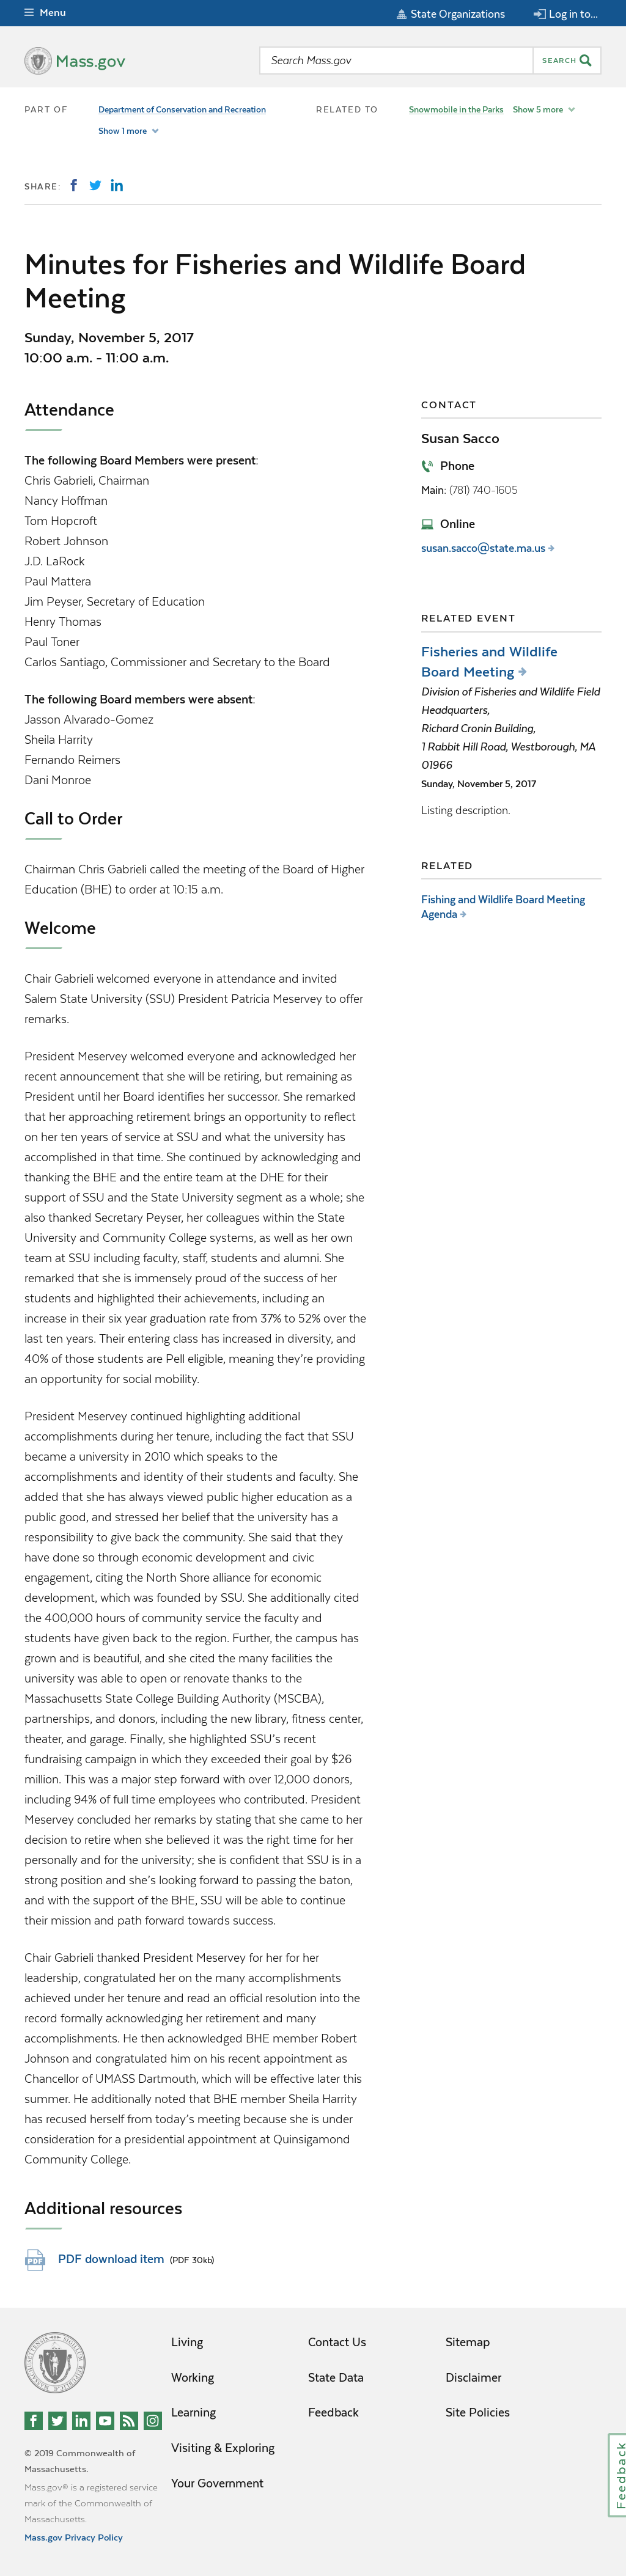 Menu
State Organizations
Log in to...
Mass.gov
Search Mass.gov
SEARCH
PART OF
Department of Conservation and Recreation
Show 1 more
RELATED TO
Snowmobile in the Parks
Show 5 more
SHARE:
Minutes for Fisheries and Wildlife Board
Meeting
Sunday, November 5, 2017
10:00 a.m. - 11:00 a.m.
Attendance
The following Board Members were present:
Chris Gabrieli, Chairman
Nancy Hoffman
Tom Hopcroft
Robert Johnson
J.D. LaRock
Paul Mattera
Jim Peyser, Secretary of Education
Henry Thomas
Paul Toner
Carlos Santiago, Commissioner and Secretary to the Board
The following Board members were absent:
Jasson Alvarado-Gomez
Sheila Harrity
Fernando Reimers
Dani Monroe
Call to Order
Chairman Chris Gabrieli called the meeting of the Board of Higher
Education (BHE) to order at 10:15 a.m.
Welcome
Chair Gabrieli welcomed everyone in attendance and invited
Salem State University (SSU) President Patricia Meservey to offer
remarks.
President Meservey welcomed everyone and acknowledged her
recent announcement that she will be retiring, but remaining as
President until her Board identifies her successor. She remarked
that her approaching retirement brings an opportunity to reflect
on her ten years of service at SSU and what the university has
accomplished in that time. She continued by acknowledging and
thanking the BHE and the entire team at the DHE for their
support of SSU and the State University segment as a whole; she
also thanked Secretary Peyser, her colleagues within the State
University and Community College systems, as well as her own
team at SSU including faculty, staff, students and alumni. She
remarked that she is immensely proud of the success of her
students and highlighted their achievements, including an
increase in their six year graduation rate from 37% to 52% over the
last ten years. Their entering class has increased in diversity, and
40% of those students are Pell eligible, meaning they're providing
an opportunity for social mobility.
President Meservey continued highlighting additional
accomplishments during her tenure, including the fact that SSU
became a university in 2010 which speaks to the
accomplishments and identity of their students and faculty. She
added that she has always viewed public higher education as a
public good, and stressed her belief that the university has a
responsibility to give back the community. She said that they
have done so through economic development and civic
engagement, citing the North Shore alliance for economic
development, which was founded by SSU. She additionally cited
the 400,000 hours of community service the faculty and
students have given back to the region. Further, the campus has
grown and is beautiful, and she cited the many facilities the
university was able to open or renovate thanks to the
Massachusetts State College Building Authority (MSCBA),
partnerships, and donors, including the new library, fitness center,
theater, and garage. Finally, she highlighted SSU's recent
fundraising campaign in which they exceeded their goal by $26
million. This was a major step forward with over 12,000 donors,
including 94% of full time employees who contributed. President
Meservey concluded her remarks by stating that she came to her
decision to retire when she believed it was the right time for her
personally and for the university; she is confident that SSU is in a
strong position and she's looking forward to passing the baton,
and with the support of the BHE, SSU will be able to continue
their mission and path forward towards success.
Chair Gabrieli thanked President Meservey for her for her
leadership, congratulated her on the many accomplishments
achieved under her tenure and read an official resolution into the
record formally acknowledging her retirement and many
accomplishments. He then acknowledged BHE member Robert
Johnson and congratulated him on his recent appointment as
Chancellor of UMASS Dartmouth, which will be effective later this
summer. He additionally noted that BHE member Sheila Harrity
has recused herself from today's meeting because she is under
consideration for a presidential appointment at Quinsigamond
Community College.
Additional resources
PDF
PDF download item (PDF 30kb)
CONTACT
Susan Sacco
Phone
Main: (781) 740-1605
Online
susan.sacco@state.ma.us
RELATED EVENT
Fisheries and Wildlife
Board Meeting
Division of Fisheries and Wildlife Field
Headquarters,
Richard Cronin Building,
1 Rabbit Hill Road, Westborough, MA
01966
Sunday, November 5, 2017
Listing description.
RELATED
Fishing and Wildlife Board Meeting
Agenda
Living
Working
Learning
Visiting & Exploring
Your Government
Contact Us
State Data
Feedback
Sitemap
Disclaimer
Site Policies
© 2019 Commonwealth of
Massachusetts.
Mass.gov® is a registered service
mark of the Commonwealth of
Massachusetts.
Mass.gov Privacy Policy
Feedback